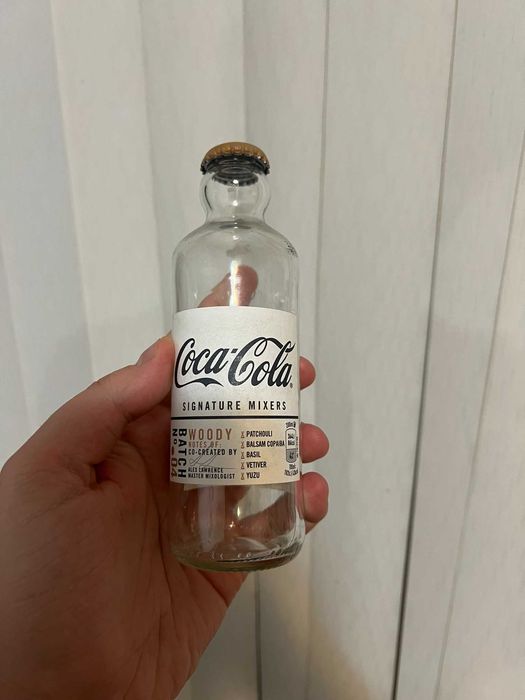 Coca-Cola
SIGNATURE MIXERS
BATCH
Nº 04
WOODY
NOTES OF:
CO-CREATED BY
ALEX LAWRENCE
MASTER MIXOLOGIST
PATCHOULI
BALSAM COPAIBA
BASIL
VETIVER
YUZU